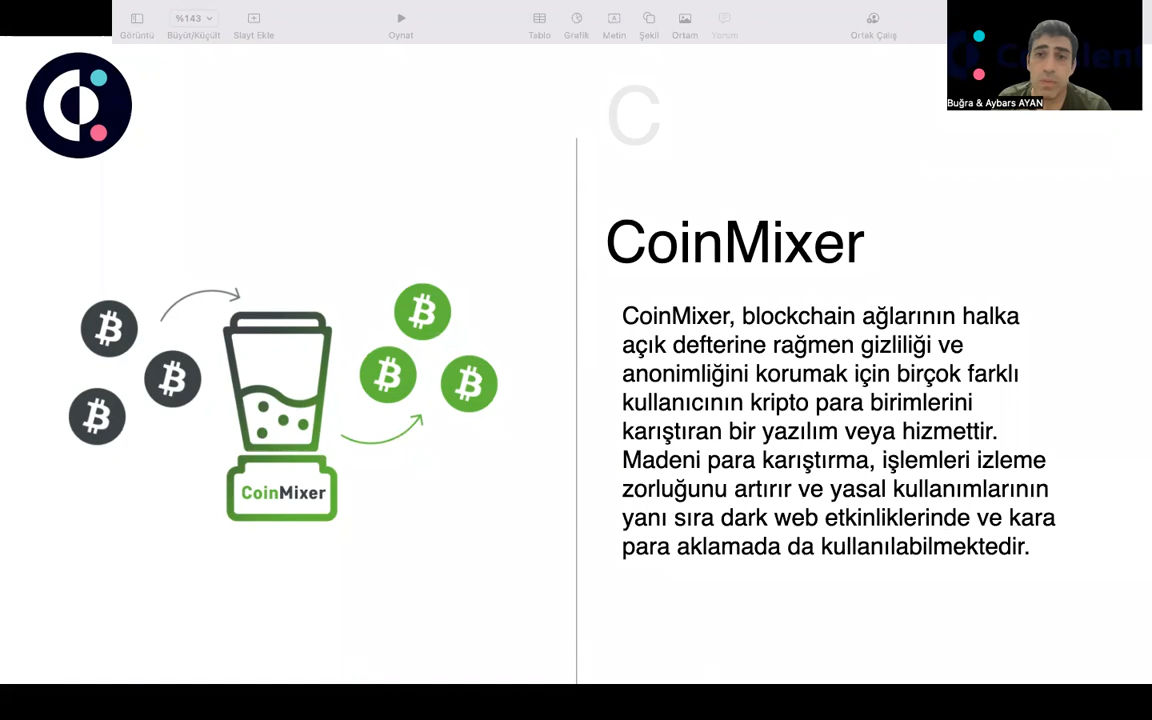 %143
Görüntü
Büyüt/Küçült
Slayt Ekle
Oynat
Tablo
Grafik
Metin
Şekil
Ortam
Yorum
Ortak Çalış
Buğra & Aybars AYAN
C
CoinMixer
CoinMixer, blockchain ağlarının halka
açık defterine rağmen gizliliği ve
anonimliğini korumak için birçok farklı
kullanıcının kripto para birimlerini
karıştıran bir yazılım veya hizmettir.
Madeni para karıştırma, işlemleri izleme
zorluğunu artırır ve yasal kullanımlarının
yanı sıra dark web etkinliklerinde ve kara
para aklamada da kullanılabilmektedir.
CoinMixer